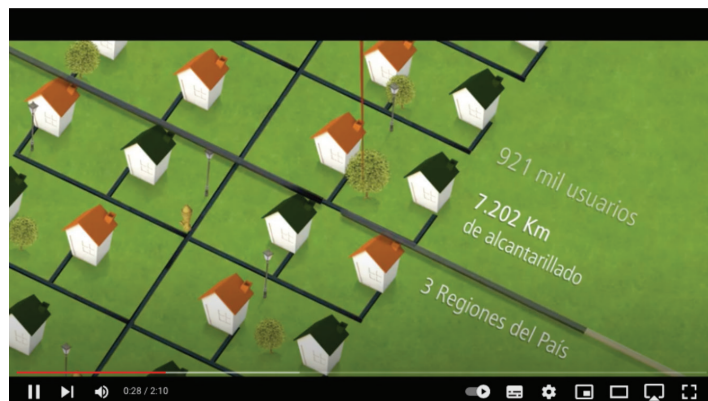 921 mil usuarios
7.202 Km
de alcantarillado
3 Regiones del País
0:28 / 2:10